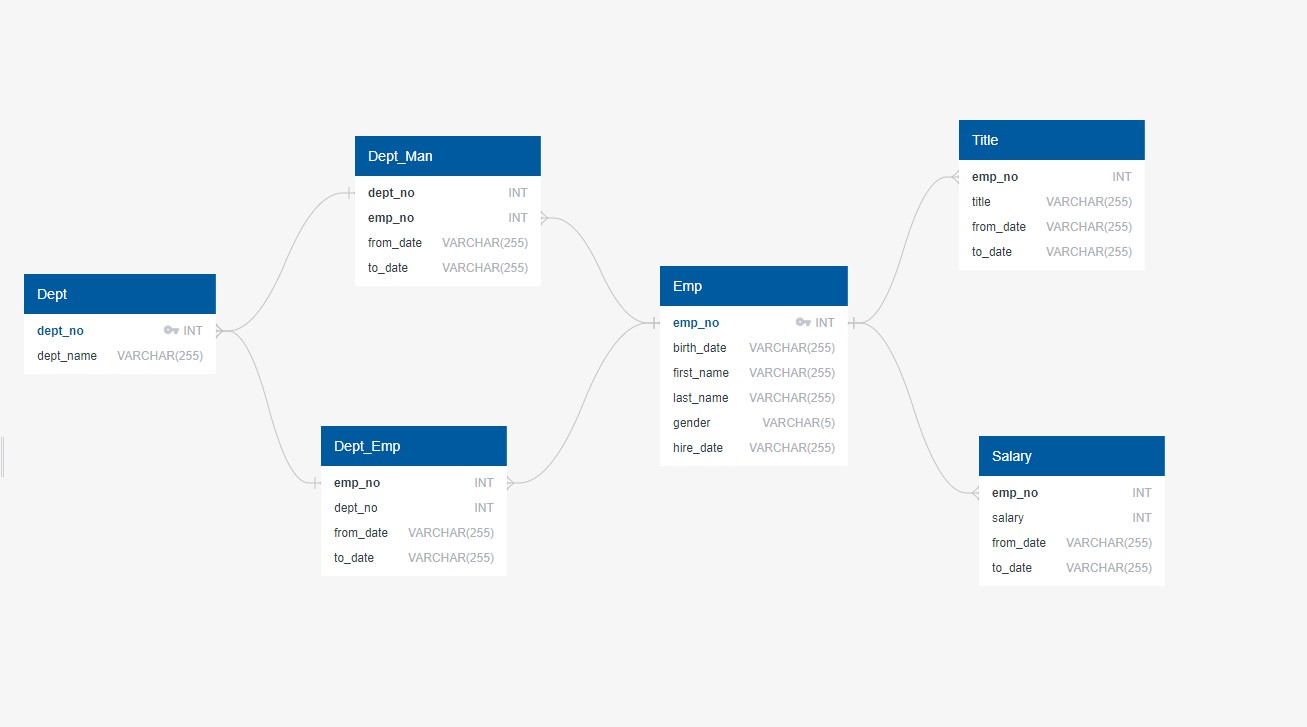 Dept
dept_no INT
dept_name VARCHAR(255)
Dept_Man
dept_no INT
emp_no INT
from_date VARCHAR(255)
to_date VARCHAR(255)
Dept_Emp
emp_no INT
dept_no INT
from_date VARCHAR(255)
to_date VARCHAR(255)
Emp
emp_no INT
birth_date VARCHAR(255)
first_name VARCHAR(255)
last_name VARCHAR(255)
gender VARCHAR(5)
hire_date VARCHAR(255)
Title
emp_no INT
title VARCHAR(255)
from_date VARCHAR(255)
to_date VARCHAR(255)
Salary
emp_no INT
salary INT
from_date VARCHAR(255)
to_date VARCHAR(255)